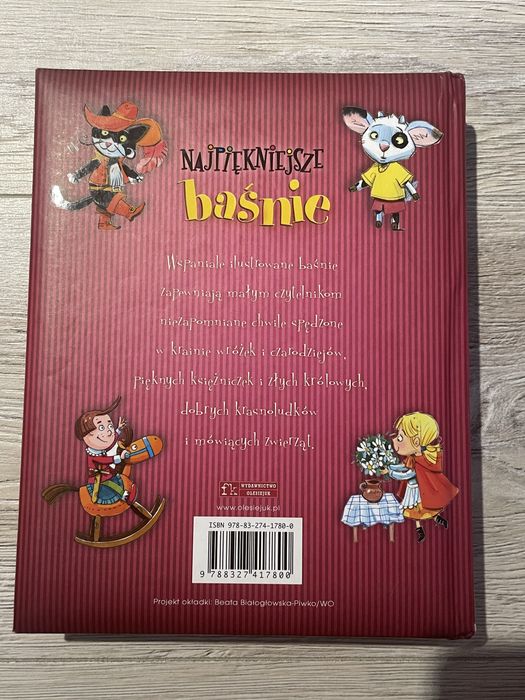 NAJPIĘKNIEJSZE
baśnie
Wspaniale ilustrowane baśnie
zapewniają małym czytelnikom
niezapomniane chwile spędzone
w krainie wróżek i czarodziejów,
pięknych księżniczek i złych królowych,
dobrych krasnoludków
i mówiących zwierząt.
fk WYDAWNICTWO
OLESIEJUK
www.olesiejuk.pl
ISBN 978-83-274-1780-0
9 788327 417800
Projekt okładki: Beata Białogłowska-Piwko/WO